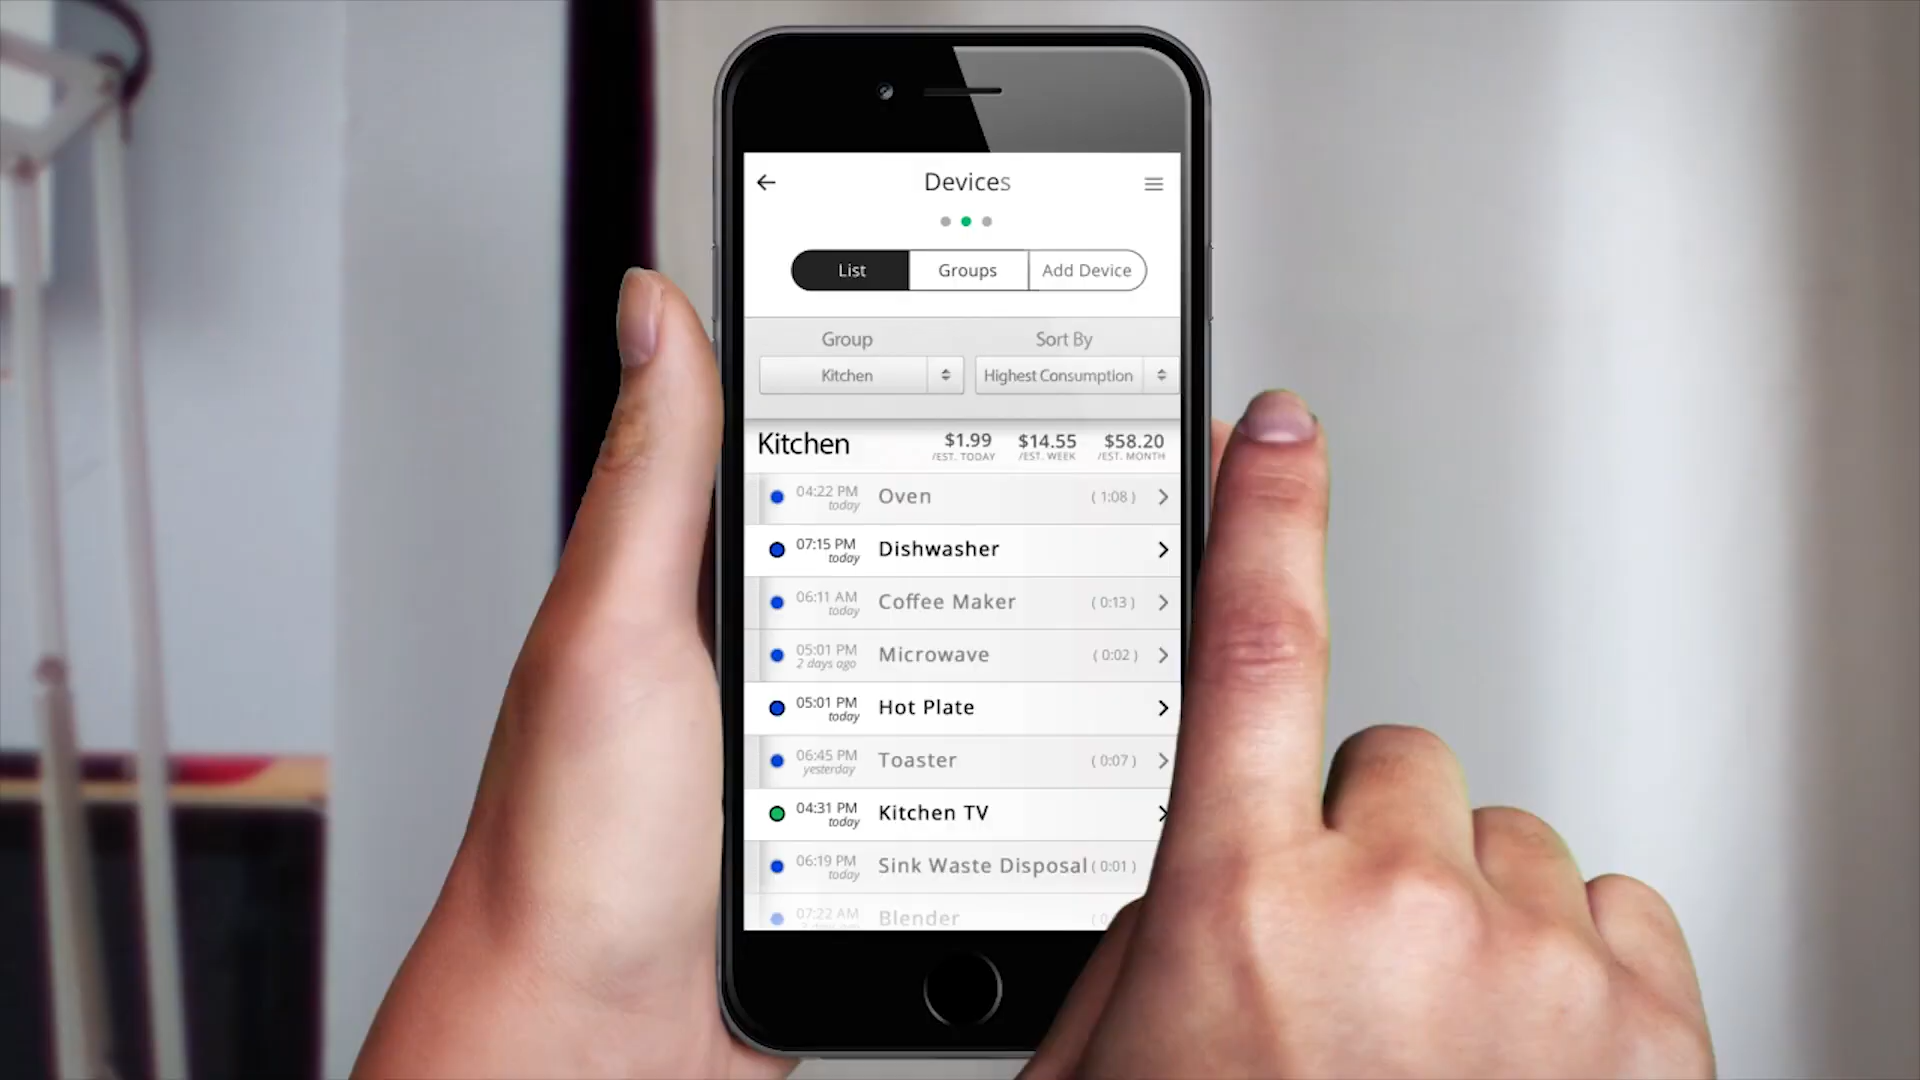 Devices
List Groups Add Device
Group Sort By
Kitchen Highest Consumption
Kitchen $1.99 $14.55 $58.20
/EST. TODAY /EST. WEEK /EST. MONTH
04:22 PM Oven ( 1:08 )
today
07:15 PM Dishwasher
today
06:11 AM Coffee Maker ( 0:13 )
today
05:01 PM Microwave ( 0:02 )
2 days ago
05:01 PM Hot Plate
today
06:45 PM Toaster ( 0:07 )
yesterday
04:31 PM Kitchen TV
today
06:19 PM Sink Waste Disposal ( 0:01 )
today
07:22 AM Blender